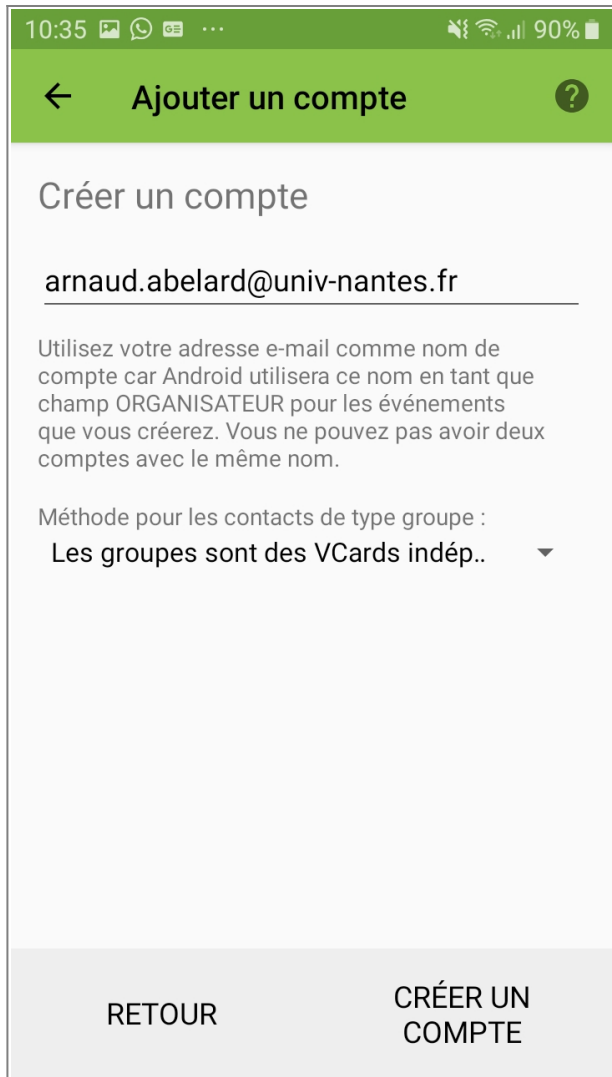 10:35 GE ... 90%
Ajouter un compte ?
Créer un compte
arnaud.abelard@univ-nantes.fr
Utilisez votre adresse e-mail comme nom de
compte car Android utilisera ce nom en tant que
champ ORGANISATEUR pour les événements
que vous créerez. Vous ne pouvez pas avoir deux
comptes avec le même nom.
Méthode pour les contacts de type groupe :
Les groupes sont des VCards indép..
RETOUR
CRÉER UN
COMPTE